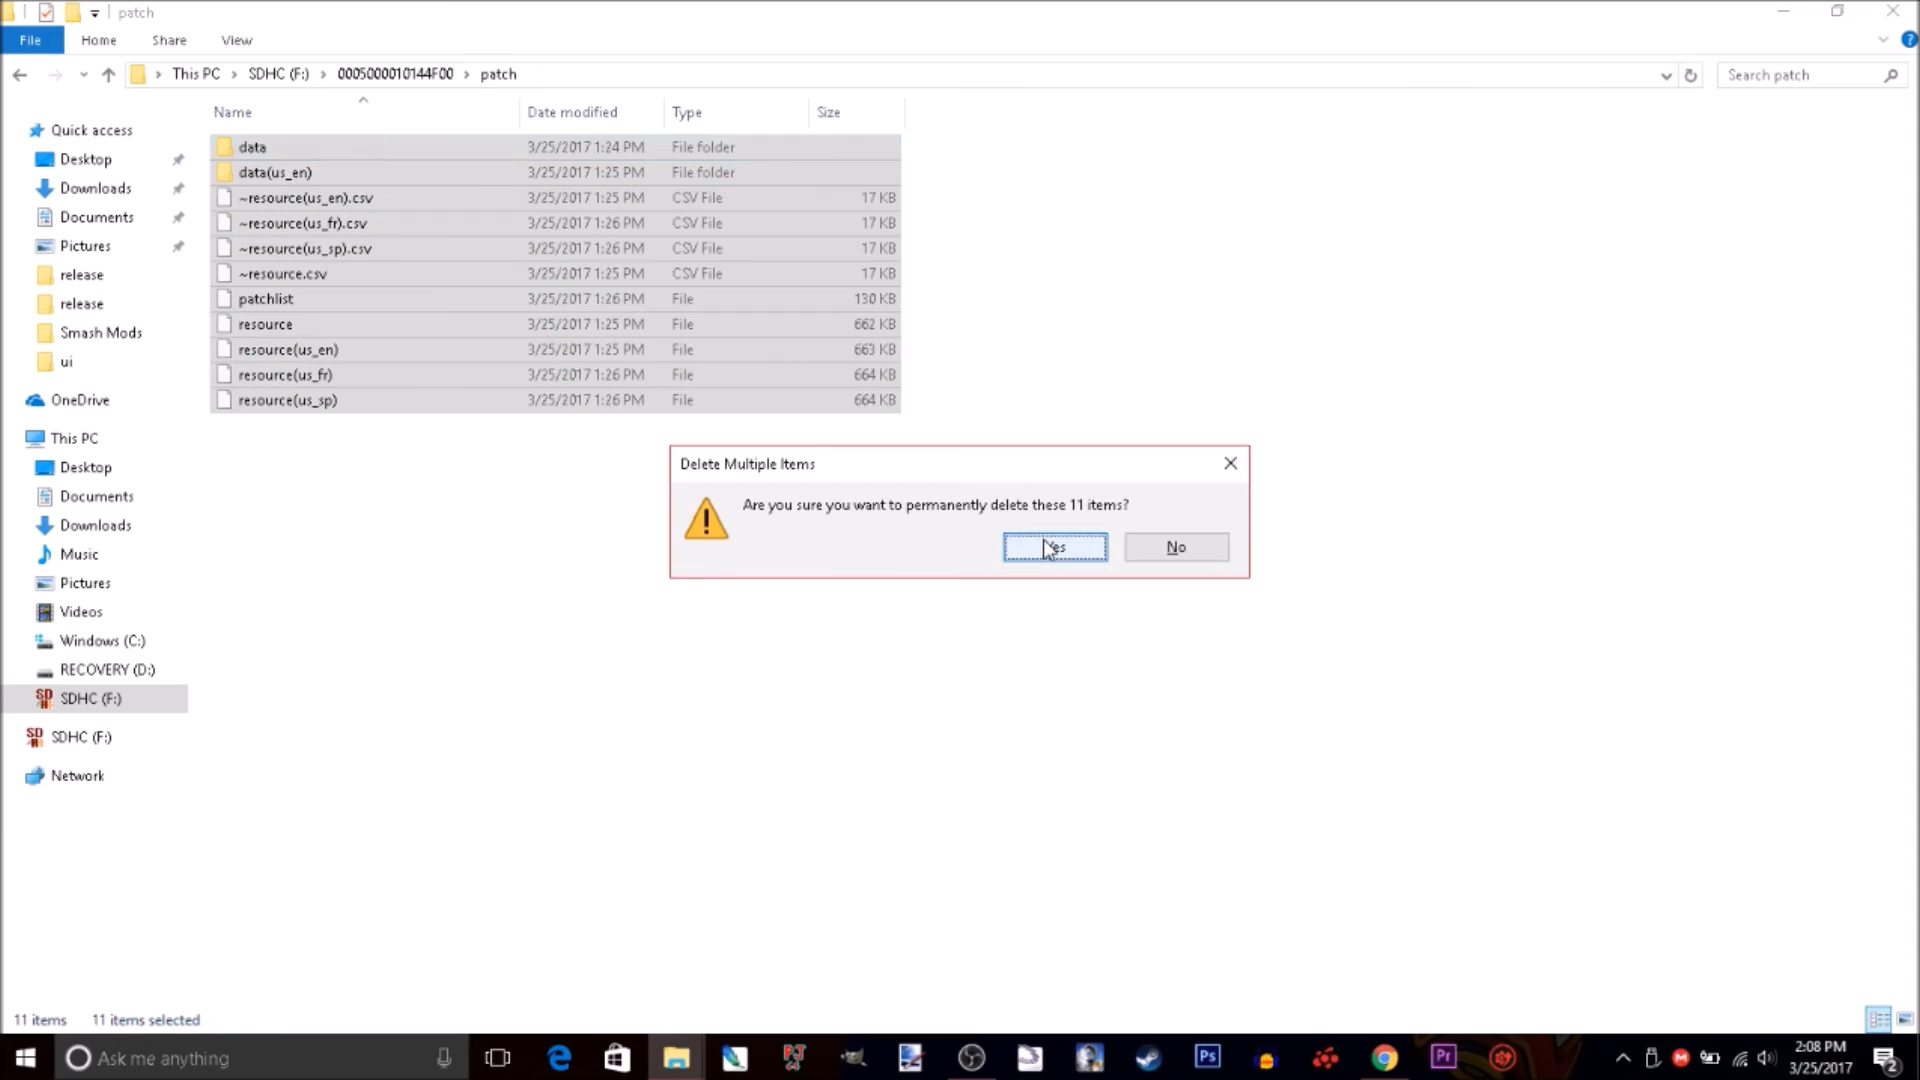 patch
File Home Share View
This PC SDHC (F:) 0005000010144F00 patch
Search patch
Name Date modified Type Size
data 3/25/2017 1:24 PM File folder
data(us_en) 3/25/2017 1:25 PM File folder
~resource(us_en).csv 3/25/2017 1:25 PM CSV File 17 KB
~resource(us_fr).csv 3/25/2017 1:26 PM CSV File 17 KB
~resource(us_sp).csv 3/25/2017 1:26 PM CSV File 17 KB
~resource.csv 3/25/2017 1:25 PM CSV File 17 KB
patchlist 3/25/2017 1:26 PM File 130 KB
resource 3/25/2017 1:25 PM File 662 KB
resource(us_en) 3/25/2017 1:25 PM File 663 KB
resource(us_fr) 3/25/2017 1:26 PM File 664 KB
resource(us_sp) 3/25/2017 1:26 PM File 664 KB
Quick access
Desktop
Downloads
Documents
Pictures
release
release
Smash Mods
ui
OneDrive
This PC
Desktop
Documents
Downloads
Music
Pictures
Videos
Windows (C:)
RECOVERY (D:)
SDHC (F:)
SDHC (F:)
Network
Delete Multiple Items
Are you sure you want to permanently delete these 11 items?
Yes No
11 items 11 items selected
Ask me anything
Ps
Pr
2:08 PM
3/25/2017
2